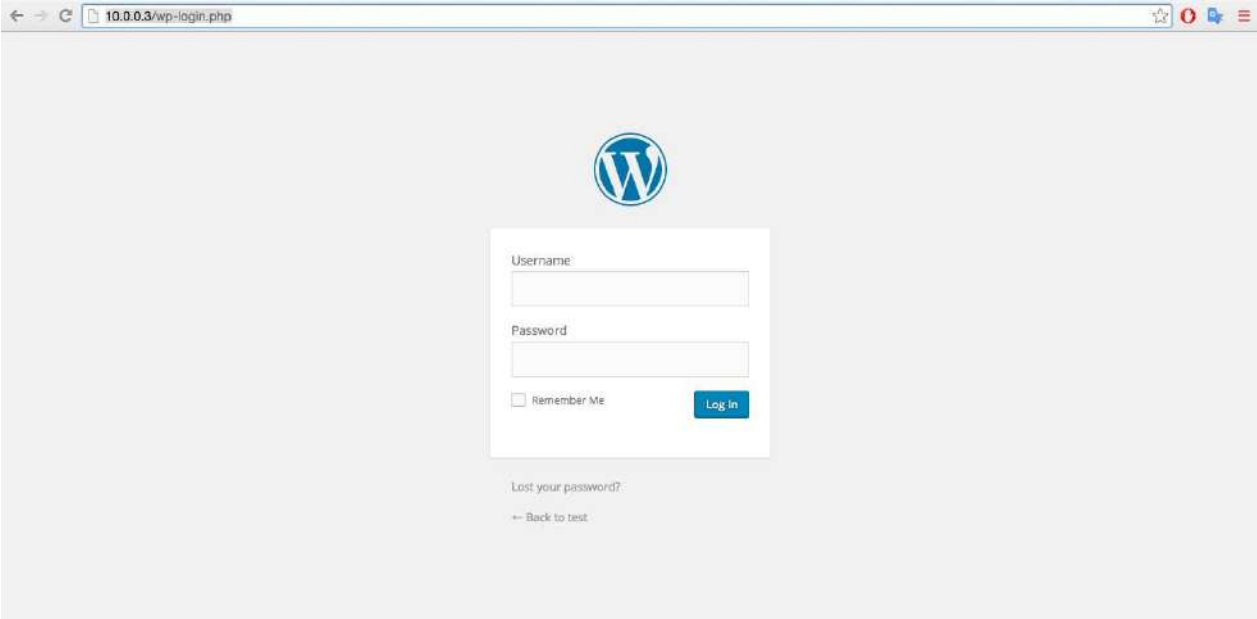 10.0.0.3/wp-login.php
Username
Password
Remember Me
Log In
Lost your password?
← Back to test